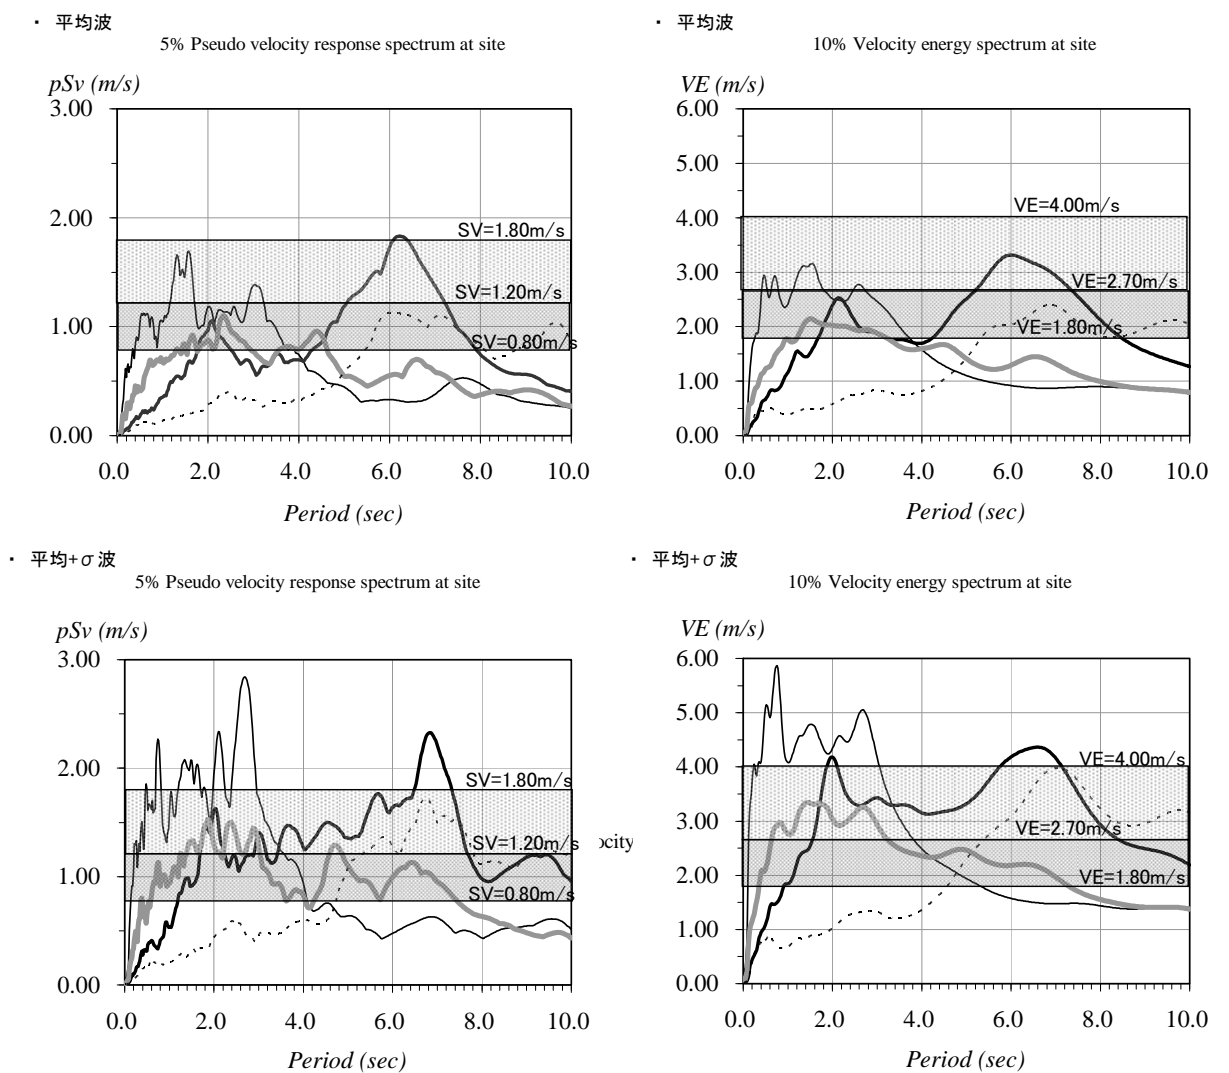 ・ 平均波
5% Pseudo velocity response spectrum at site
pSv (m/s)
3.00
2.00
1.00
0.00
SV=1.80m/s
SV=1.20m/s
SV=0.80m/s
0.0 2.0 4.0 6.0 8.0 10.0
Period (sec)
・ 平均波
10% Velocity energy spectrum at site
VE (m/s)
6.00
5.00
4.00
3.00
2.00
1.00
0.00
VE=4.00m/s
VE=2.70m/s
VE=1.80m/s
0.0 2.0 4.0 6.0 8.0 10.0
Period (sec)
・ 平均+σ波
5% Pseudo velocity response spectrum at site
pSv (m/s)
3.00
2.00
1.00
0.00
SV=1.80m/s
SV=1.20m/s
SV=0.80m/s
0.0 2.0 4.0 6.0 8.0 10.0
Period (sec)
ocity
・ 平均+σ波
10% Velocity energy spectrum at site
VE (m/s)
6.00
5.00
4.00
3.00
2.00
1.00
0.00
VE=4.00m/s
VE=2.70m/s
VE=1.80m/s
0.0 2.0 4.0 6.0 8.0 10.0
Period (sec)